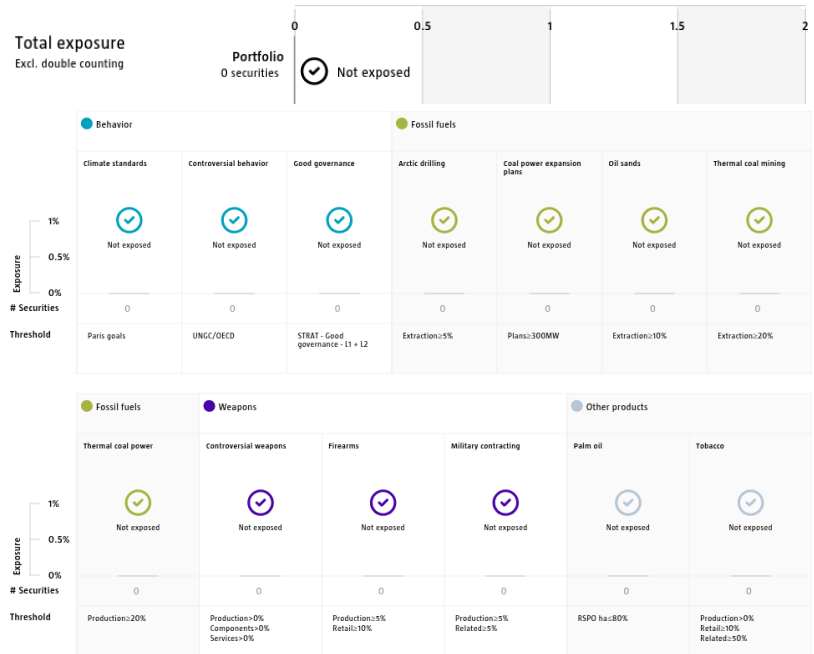 0 0.5 1 1.5 2
Total exposure
Excl. double counting
Portfolio
0 securities
Not exposed
Behavior
Fossil fuels
Climate standards
Controversial behavior
Good governance
Arctic drilling
Coal power expansion
plans
Oil sands
Thermal coal mining
Exposure
1%
0.5%
0%
Not exposed
Not exposed
Not exposed
Not exposed
Not exposed
Not exposed
Not exposed
# Securities
0 0 0 0 0 0 0
Threshold
Paris goals
UNGC/OECD
STRAT - Good
governance - L1 + L2
Extraction≥5%
Plans≥300MW
Extraction≥10%
Extraction≥20%
Fossil fuels
Weapons
Other products
Thermal coal power
Controversial weapons
Firearms
Military contracting
Palm oil
Tobacco
Exposure
1%
0.5%
0%
Not exposed
Not exposed
Not exposed
Not exposed
Not exposed
Not exposed
# Securities
0 0 0 0 0 0
Threshold
Production≥20%
Production>0%
Components>0%
Services>0%
Production≥5%
Retail≥10%
Production≥5%
Related≥5%
RSPO ha≤80%
Production>0%
Retail≥10%
Related≥50%